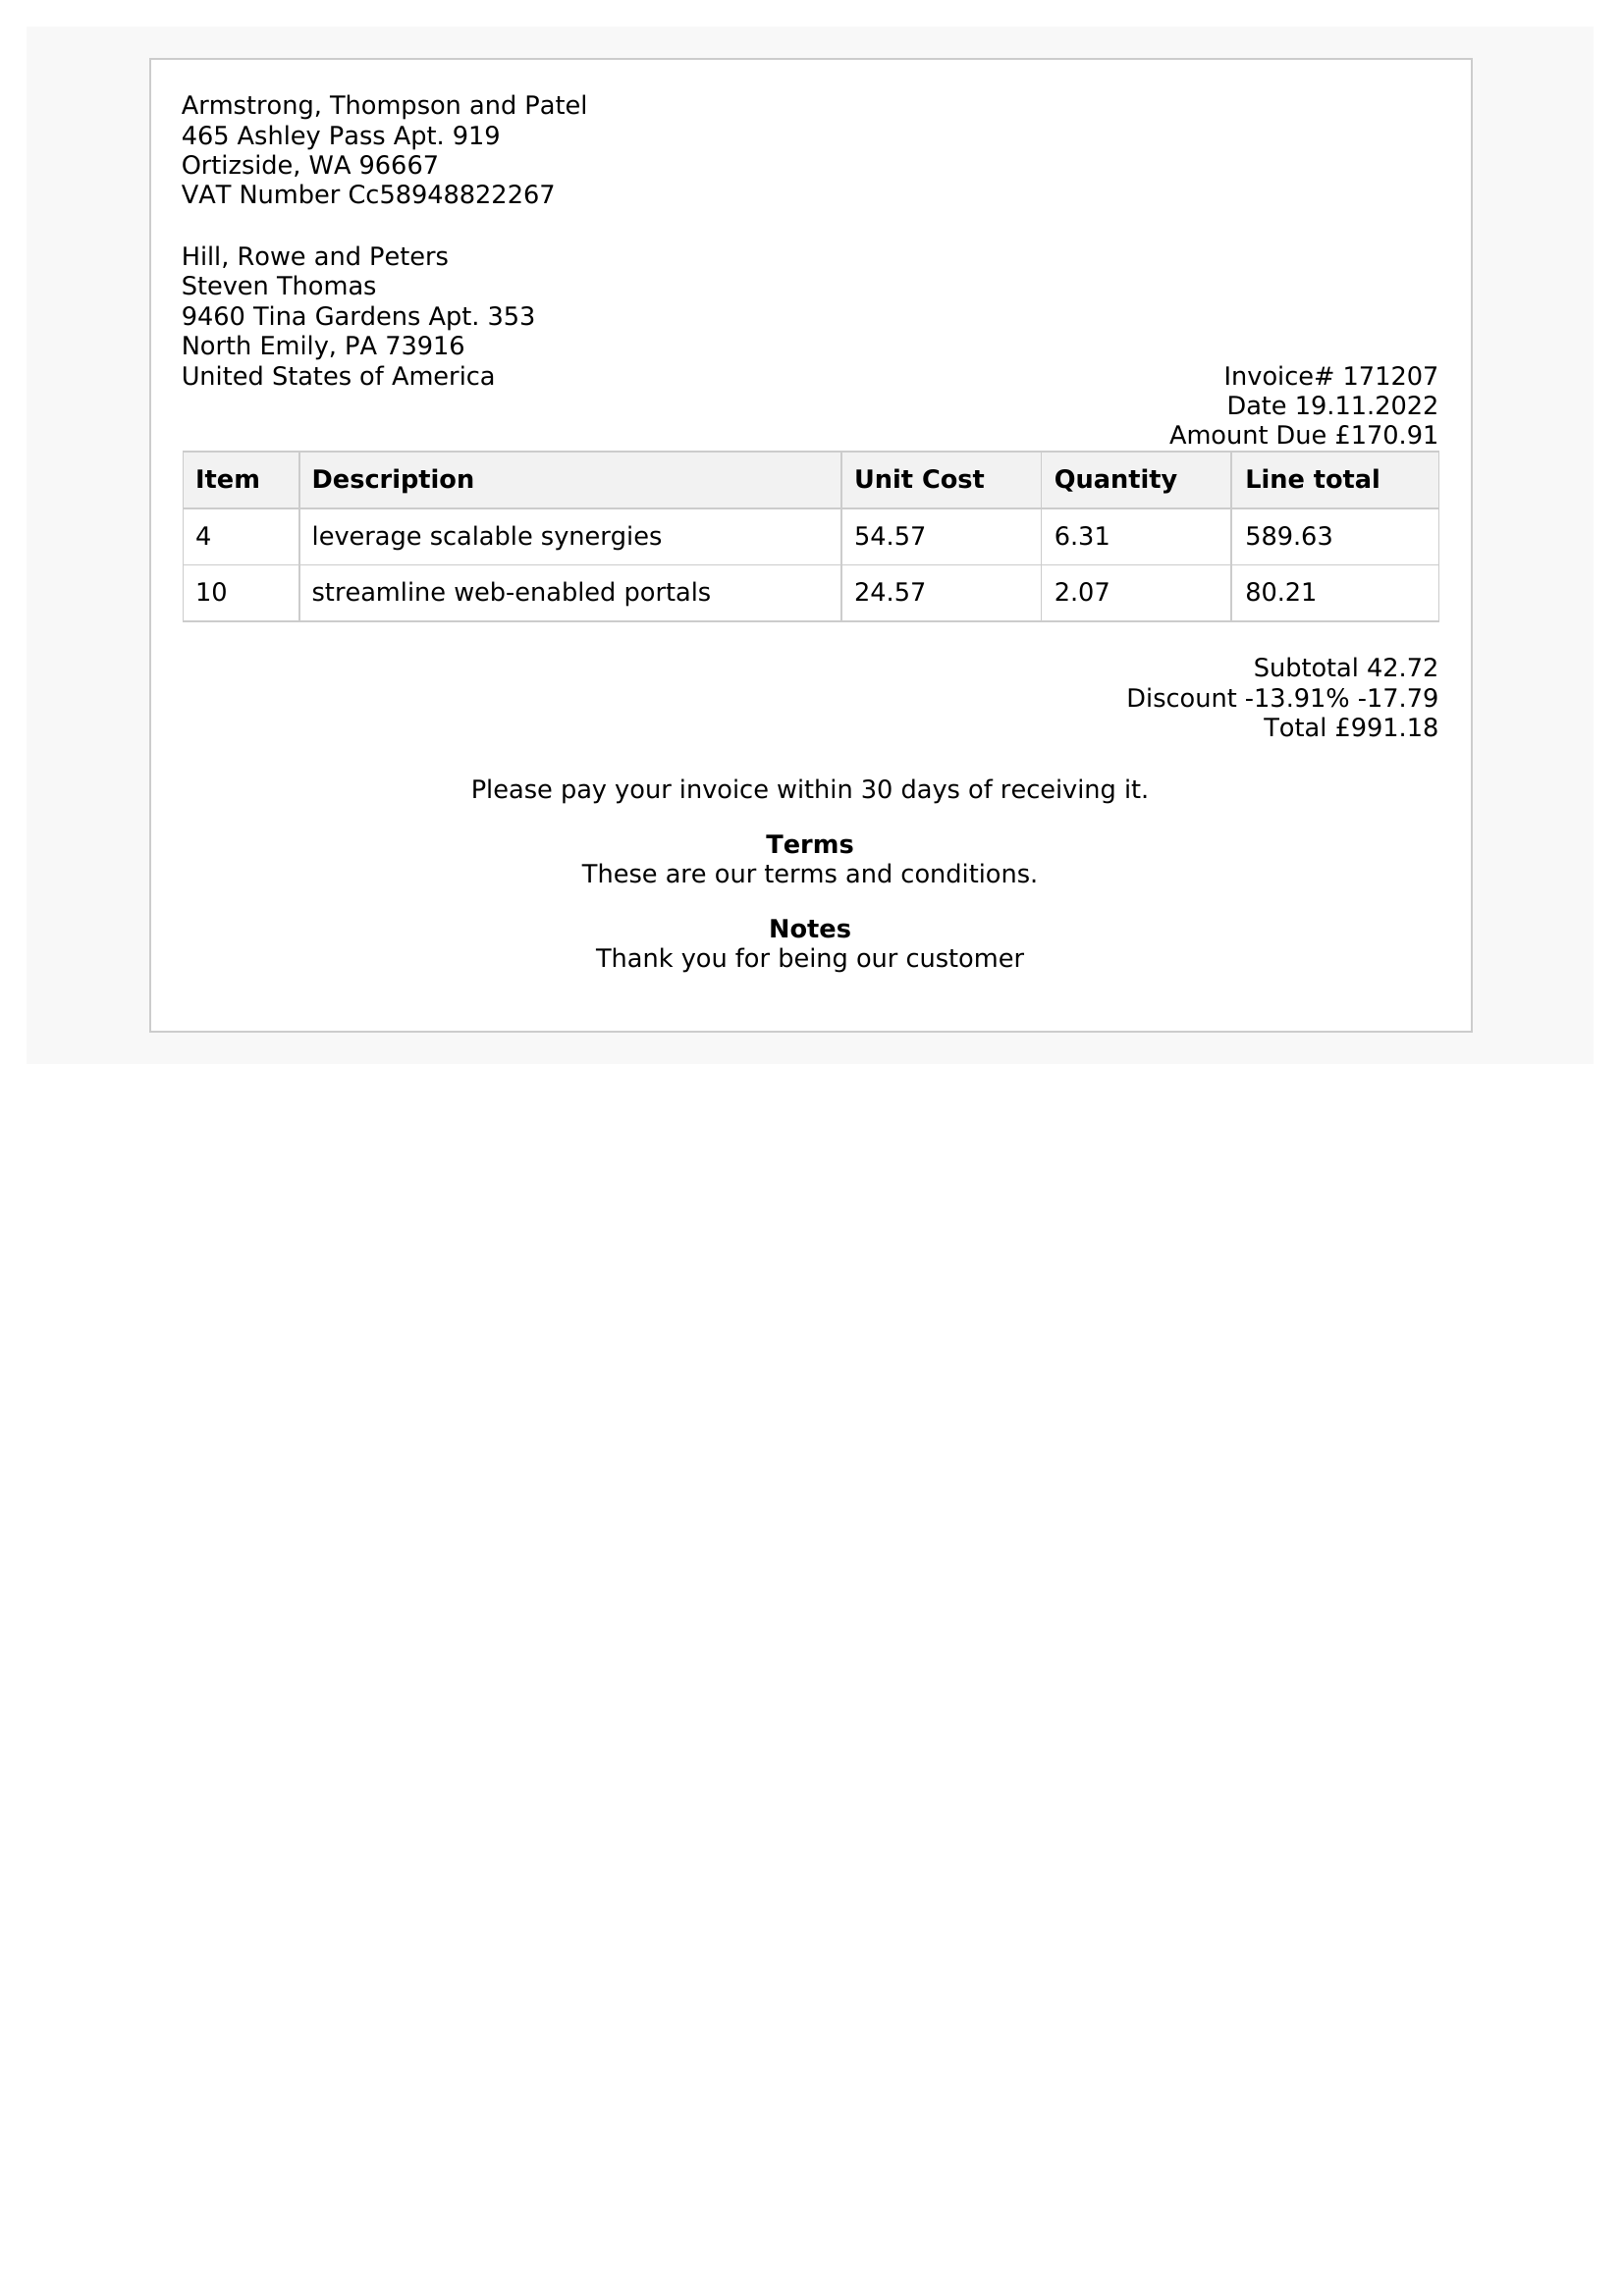 Armstrong, Thompson and Patel
465 Ashley Pass Apt. 919
Ortizside, WA 96667
VAT Number Cc58948822267
Hill, Rowe and Peters
Steven Thomas
9460 Tina Gardens Apt. 353
North Emily, PA 73916
United States of America
Invoice# 171207
Date 19.11.2022
Amount Due £170.91
Item Description Unit Cost Quantity Line total
4 leverage scalable synergies 54.57 6.31 589.63
10 streamline web-enabled portals 24.57 2.07 80.21
Subtotal 42.72
Discount -13.91% -17.79
Total £991.18
Please pay your invoice within 30 days of receiving it.
Terms
These are our terms and conditions.
Notes
Thank you for being our customer